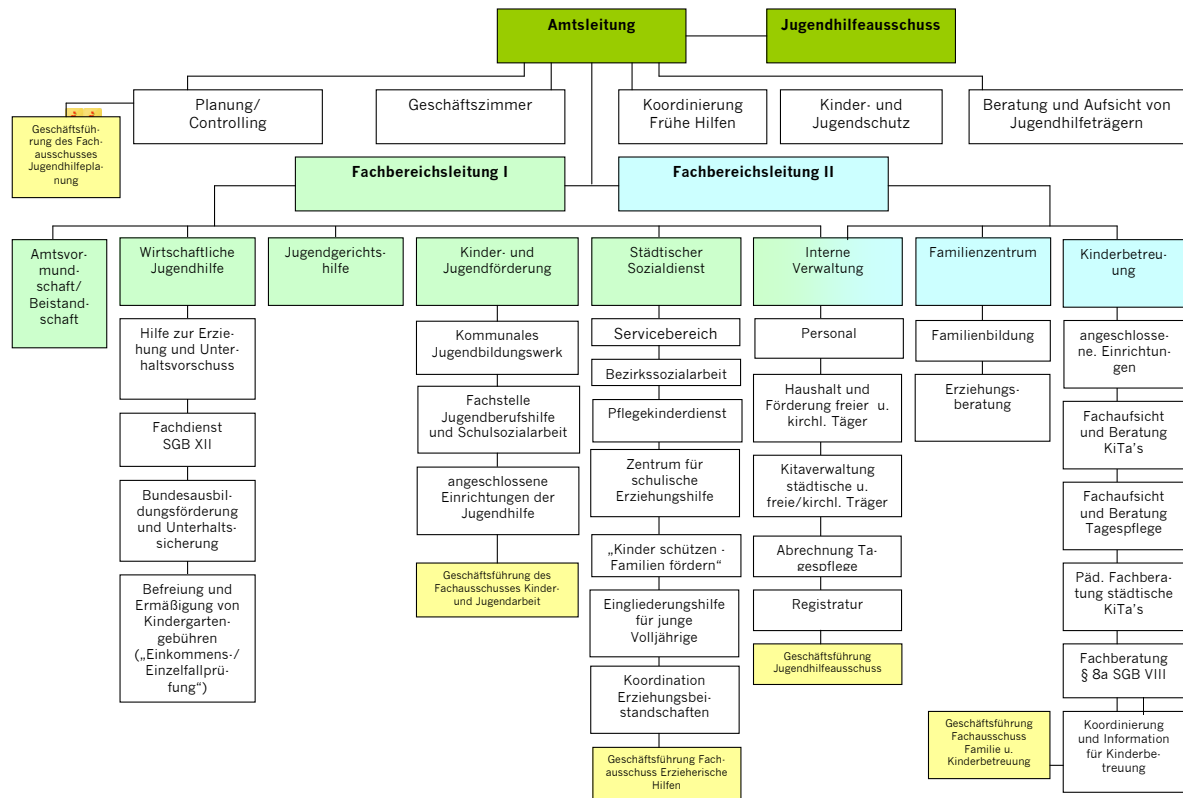 Amtsleitung
Jugendhilfeausschuss
Planung/
Controlling
Geschäftszimmer
Koordinierung
Frühe Hilfen
Kinder- und
Jugendschutz
Beratung und Aufsicht von
Jugendhilfeträgern
Geschäftsfüh-
rung des Fach-
ausschusses
Jugendhilfepla-
nung
Fachbereichsleitung I
Fachbereichsleitung II
Amtsvor-
mund-
schaft/
Beistand-
schaft
Wirtschaftliche
Jugendhilfe
Jugendgerichts-
hilfe
Kinder- und
Jugendförderung
Städtischer
Sozialdienst
Interne
Verwaltung
Familienzentrum
Kinderbetreu-
ung
Hilfe zur Erzie-
hung und Unter-
haltsvorschuss
Fachdienst
SGB XII
Bundesausbil-
dungsförderung
und Unterhalts-
sicherung
Befreiung und
Ermäßigung von
Kindergarten-
gebühren
(„Einkommens-/
Einzelfallprü-
fung“)
Kommunales
Jugendbildungswerk
Fachstelle
Jugendberufshilfe
und Schulsozialarbeit
angeschlossene
Einrichtungen der
Jugendhilfe
Geschäftsführung des
Fachausschusses Kinder-
und Jugendarbeit
Servicebereich
Bezirkssozialarbeit
Pflegekinderdienst
Zentrum für
schulische
Erziehungshilfe
„Kinder schützen -
Familien fördern“
Eingliederungshilfe
für junge
Volljährige
Koordination
Erziehungsbei-
standschaften
Geschäftsführung Fach-
ausschuss Erzieherische
Hilfen
Personal
Haushalt und
Förderung freier u.
kirchl. Täger
Kitaverwaltung
städtische u.
freie/kirchl. Träger
Abrechnung Ta-
gespflege
Registratur
Geschäftsführung
Jugendhilfeausschuss
Familienbildung
Erziehungs-
beratung
angeschlosse-
ne. Einrichtun-
gen
Fachaufsicht
und Beratung
KiTa's
Fachaufsicht
und Beratung
Tagespflege
Päd. Fachbera-
tung städtische
KiTa's
Fachberatung
§ 8a SGB VIII
Koordinierung
und Information
für Kinderbe-
treuung
Geschäftsführung
Fachausschuss
Familie u.
Kinderbetreuung